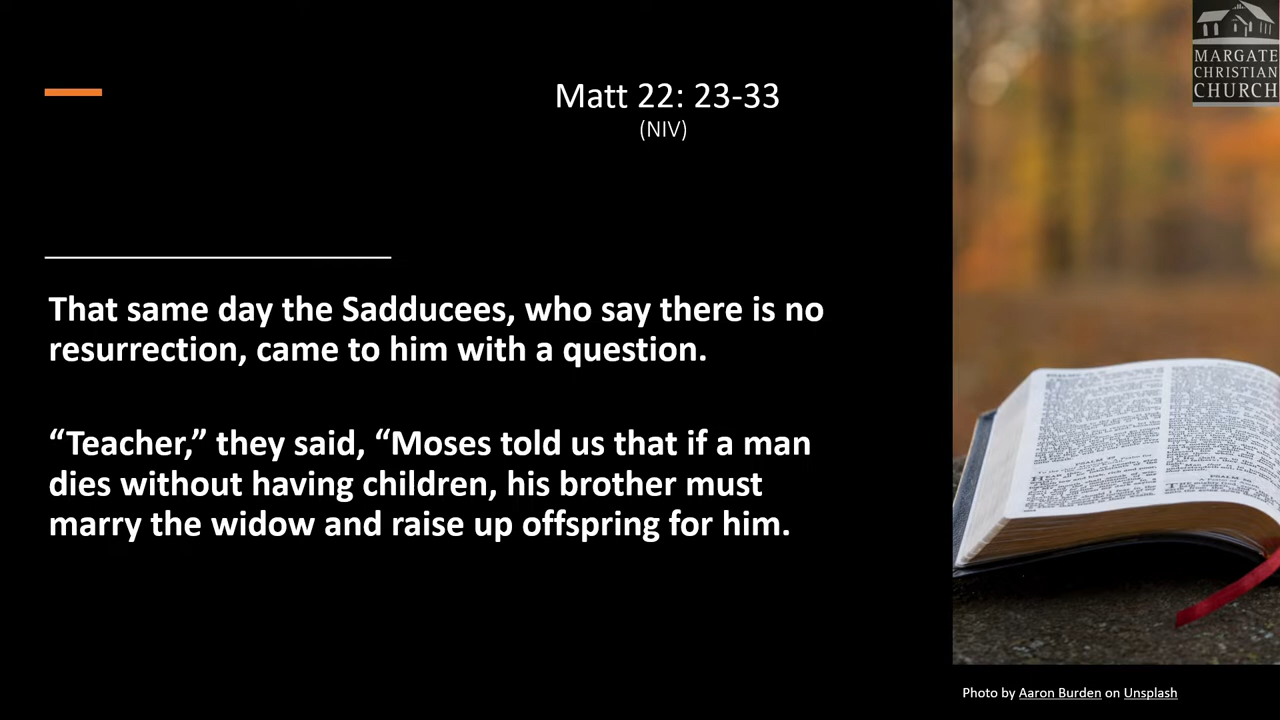 MARGATE
CHRISTIAN
CHURCH
Matt 22: 23-33
(NIV)
That same day the Sadducees, who say there is no
resurrection, came to him with a question.
“Teacher,” they said, “Moses told us that if a man
dies without having children, his brother must
marry the widow and raise up offspring for him.
Photo by Aaron Burden on Unsplash